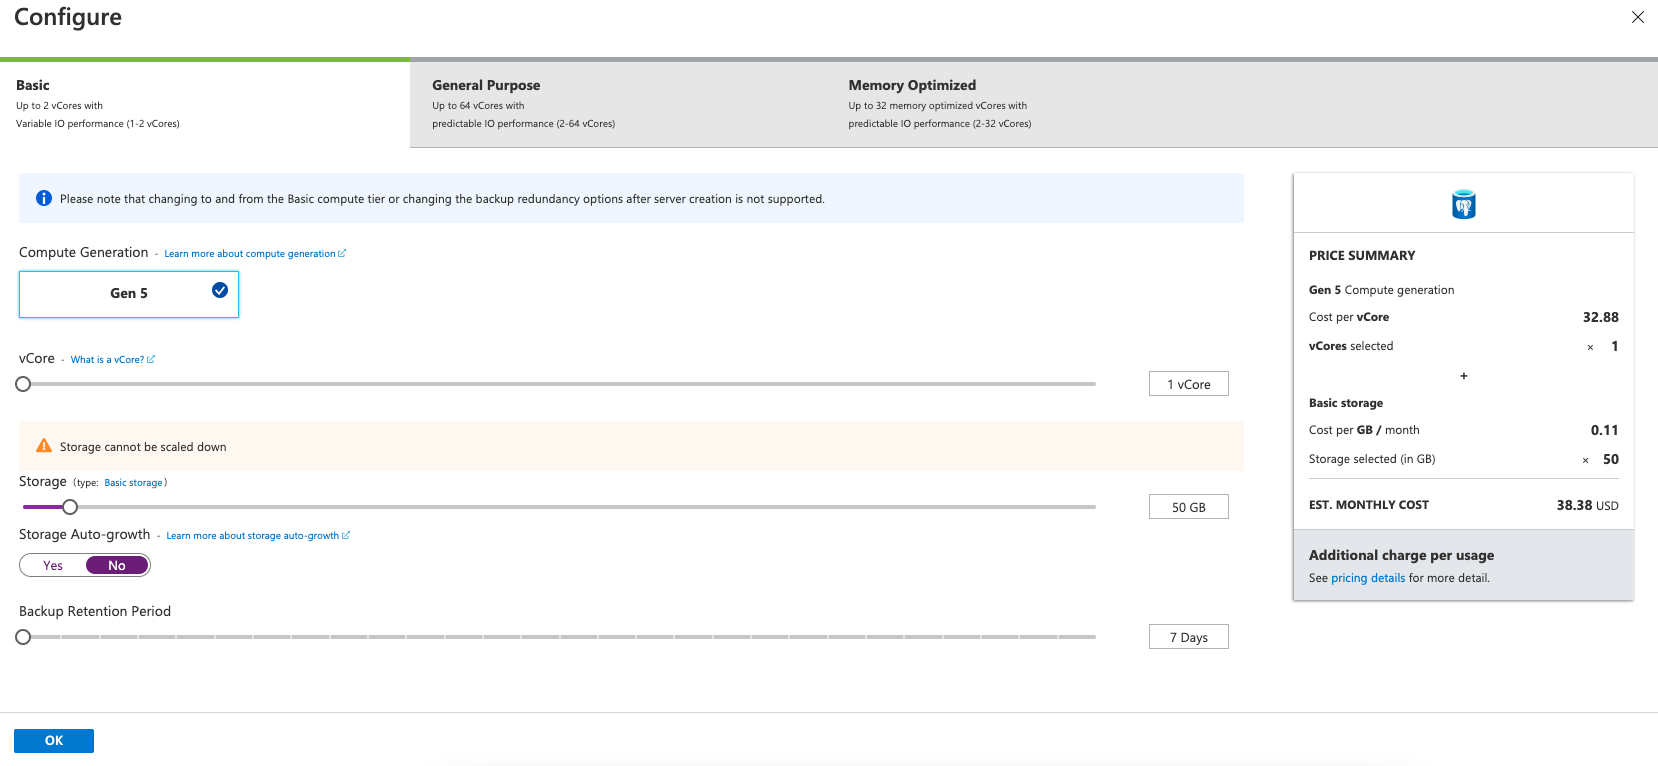 Configure
Basic
Up to 2 vCores with
Variable IO performance (1-2 vCores)
General Purpose
Up to 64 vCores with
predictable IO performance (2-64 vCores)
Memory Optimized
Up to 32 memory optimized vCores with
predictable IO performance (2-32 vCores)
Please note that changing to and from the Basic compute tier or changing the backup redundancy options after server creation is not supported.
Compute Generation - Learn more about compute generation
Gen 5
vCore - What is a vCore?
1 vCore
Storage cannot be scaled down
Storage (type: Basic storage)
50 GB
Storage Auto-growth - Learn more about storage auto-growth
Yes No
Backup Retention Period
7 Days
OK
PRICE SUMMARY
Gen 5 Compute generation
Cost per vCore 32.88
vCores selected × 1
+
Basic storage
Cost per GB / month 0.11
Storage selected (in GB) × 50
EST. MONTHLY COST 38.38 USD
Additional charge per usage
See pricing details for more detail.